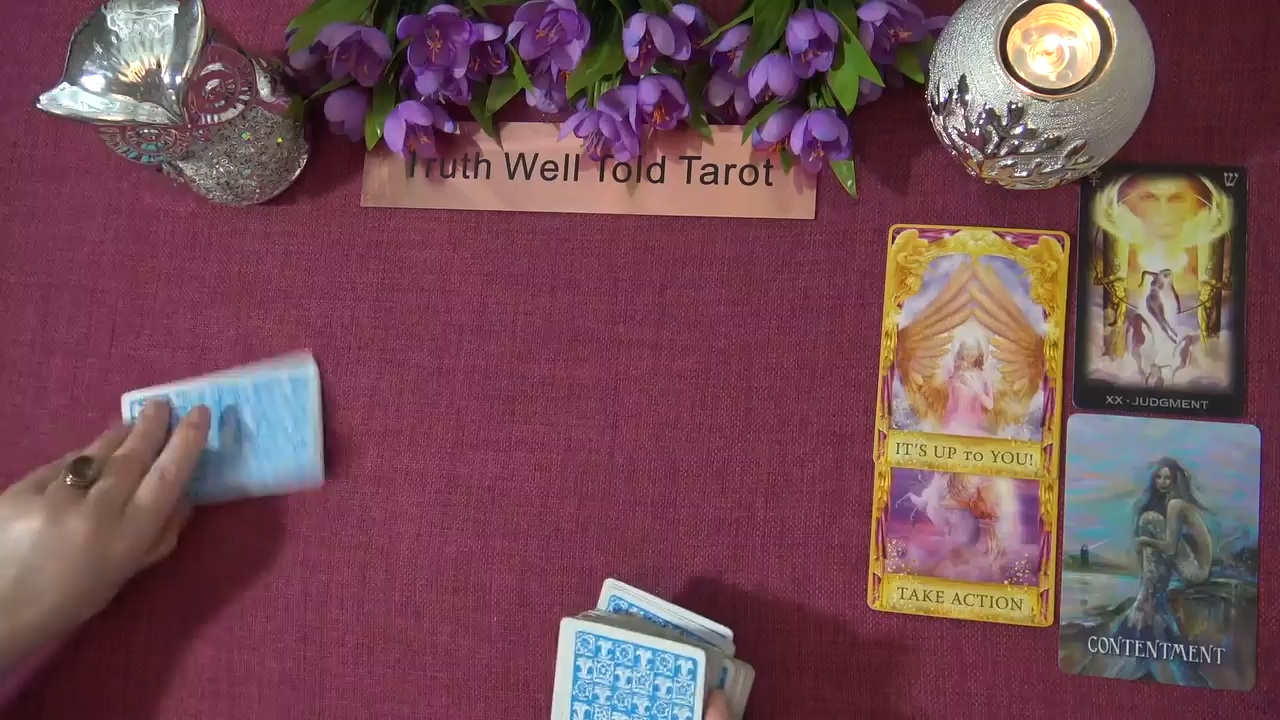 Truth Well Told Tarot
IT'S UP TO YOU!
TAKE ACTION
XX · JUDGMENT
CONTENTMENT
ש